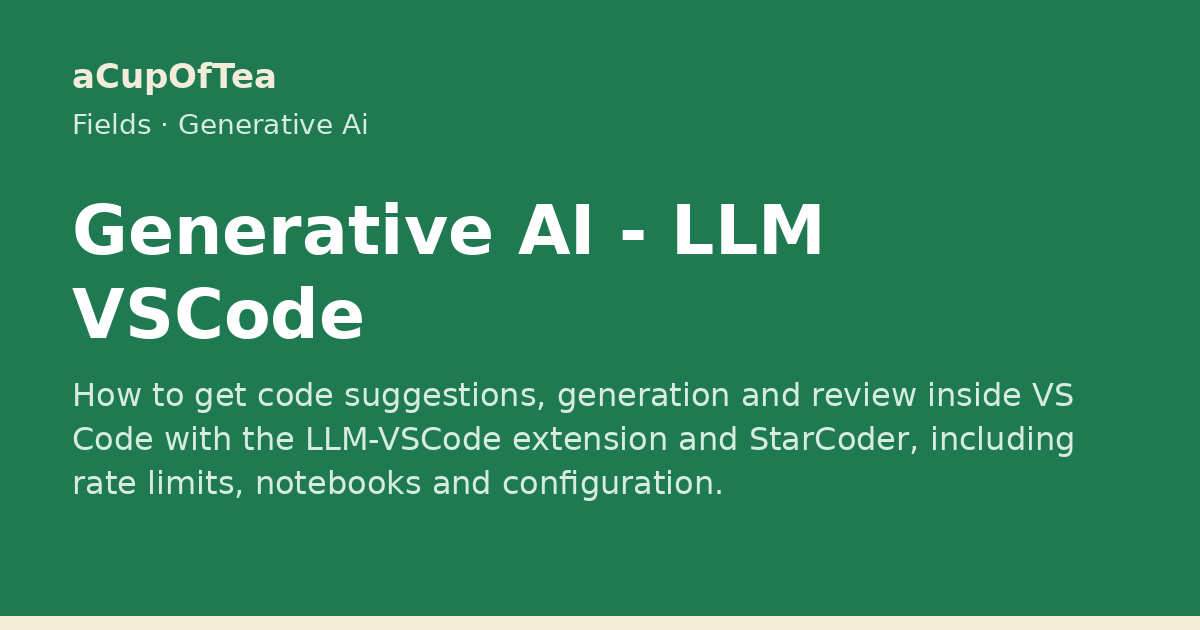 aCupOfTea
Fields · Generative Ai
Generative AI - LLM
VSCode
How to get code suggestions, generation and review inside VS
Code with the LLM-VSCode extension and StarCoder, including
rate limits, notebooks and configuration.